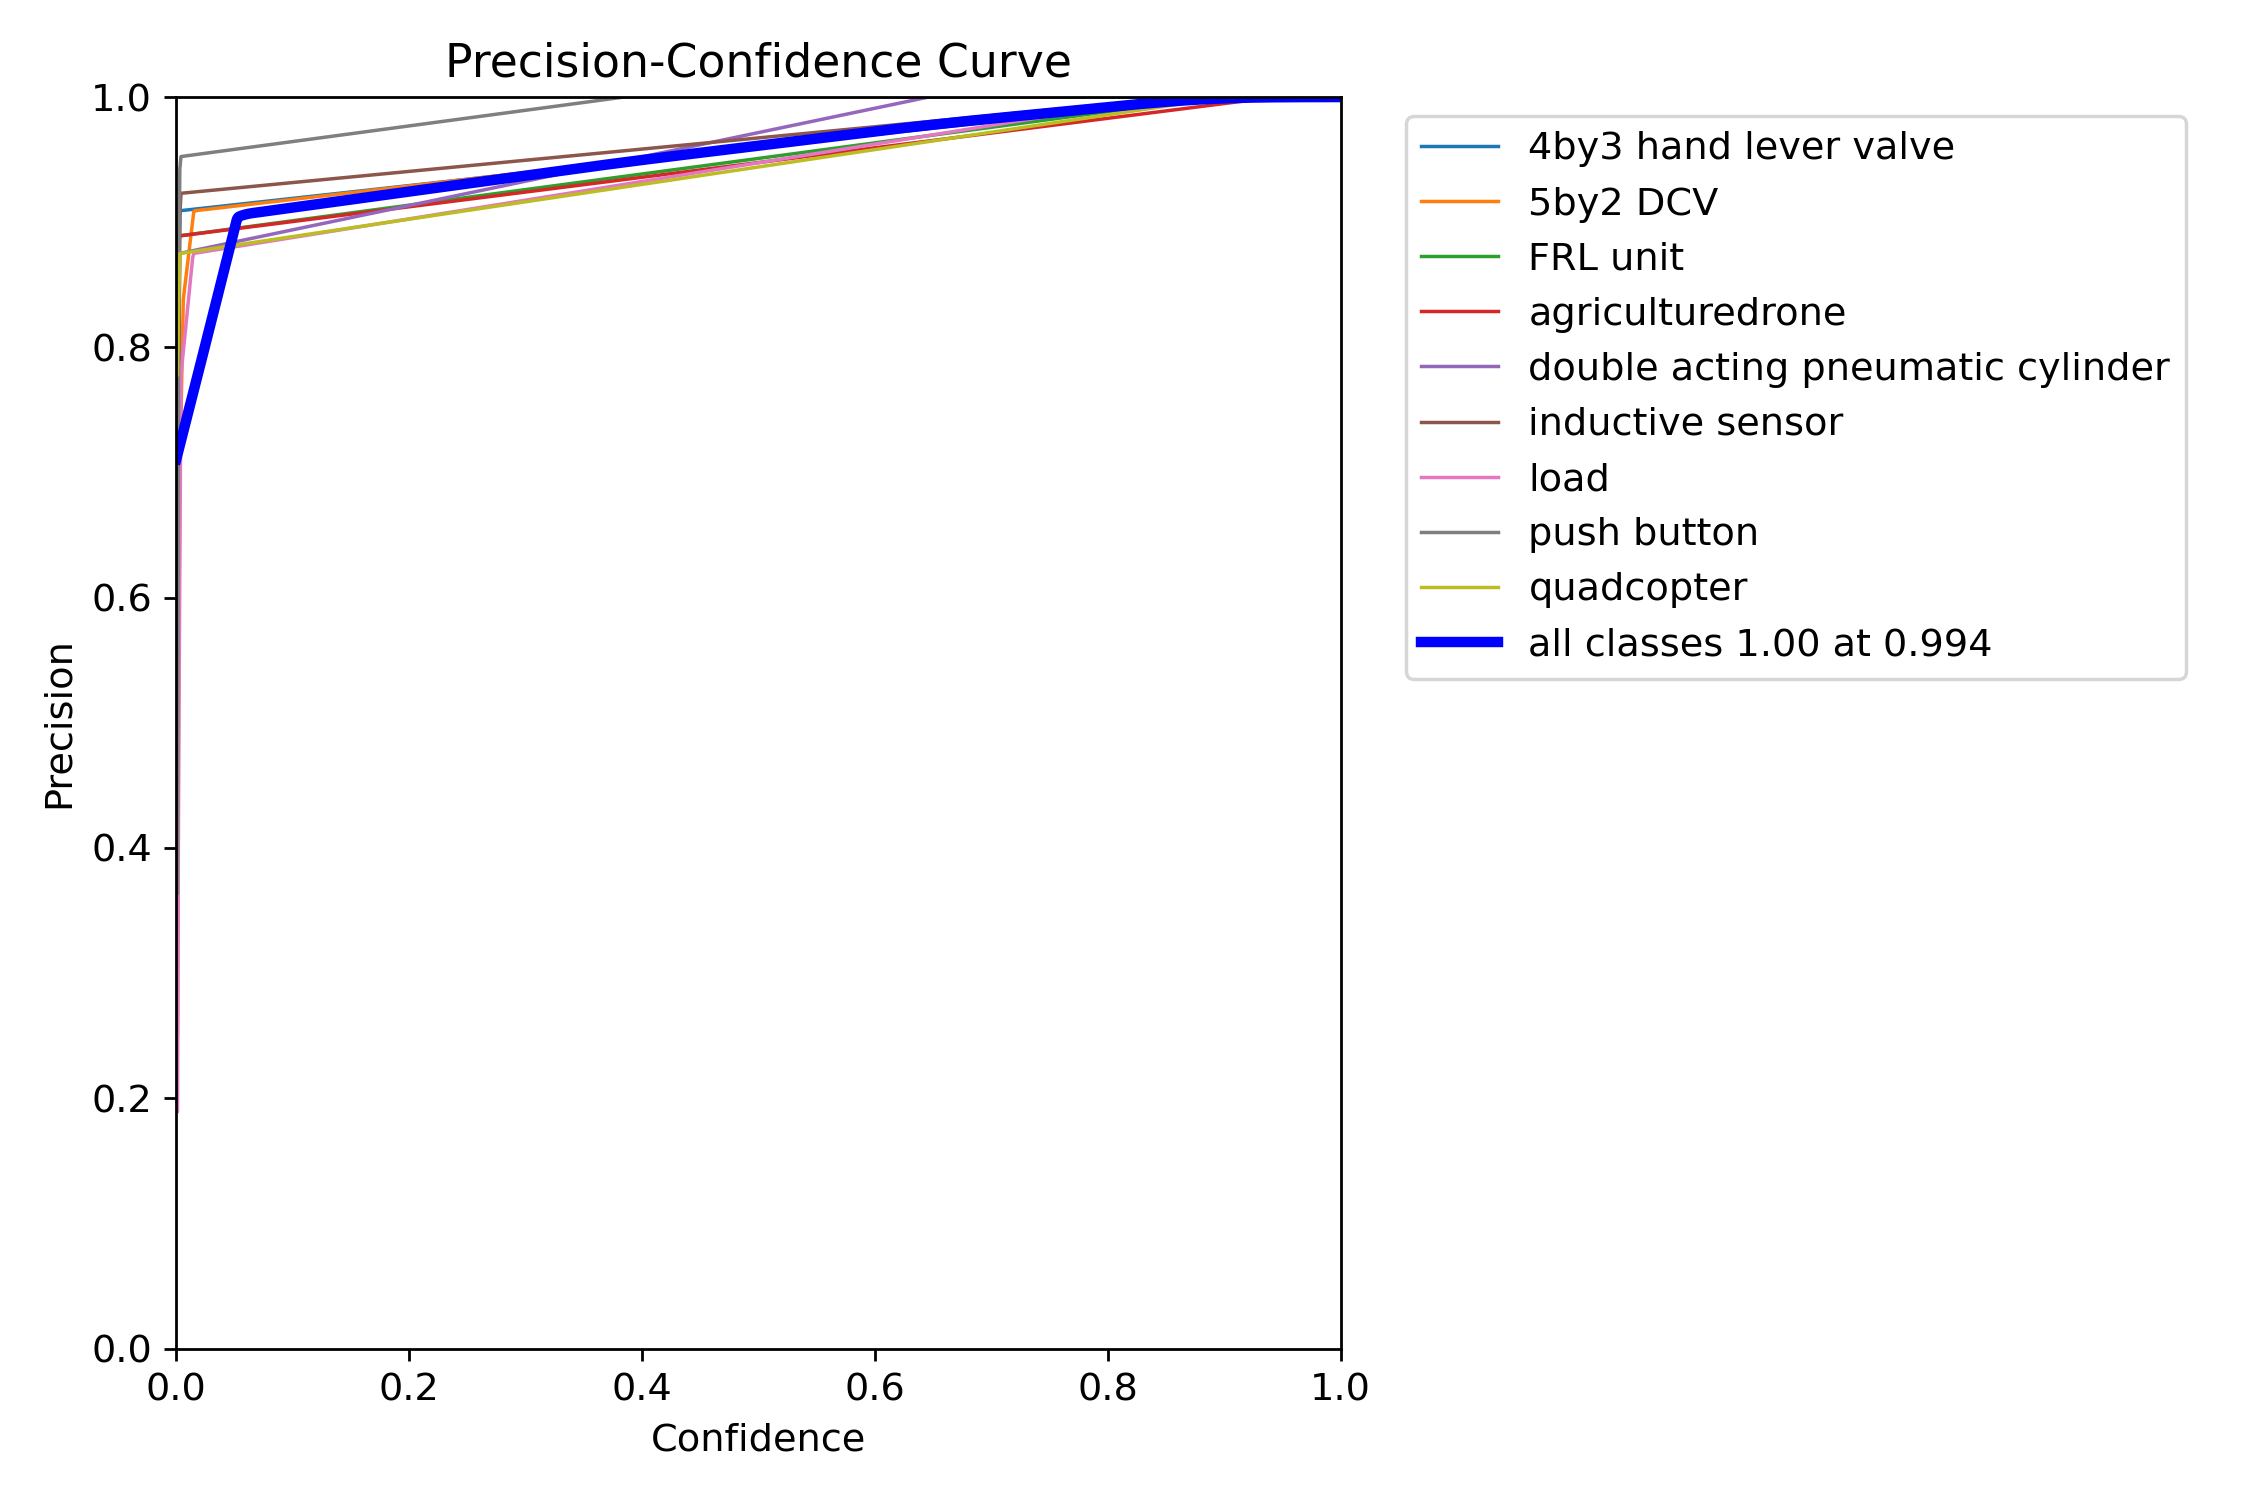 Precision-Confidence Curve
1.0
0.8
0.6
0.4
0.2
0.0
Precision
0.0 0.2 0.4 0.6 0.8 1.0
Confidence
4by3 hand lever valve
5by2 DCV
FRL unit
agriculturedrone
double acting pneumatic cylinder
inductive sensor
load
push button
quadcopter
all classes 1.00 at 0.994